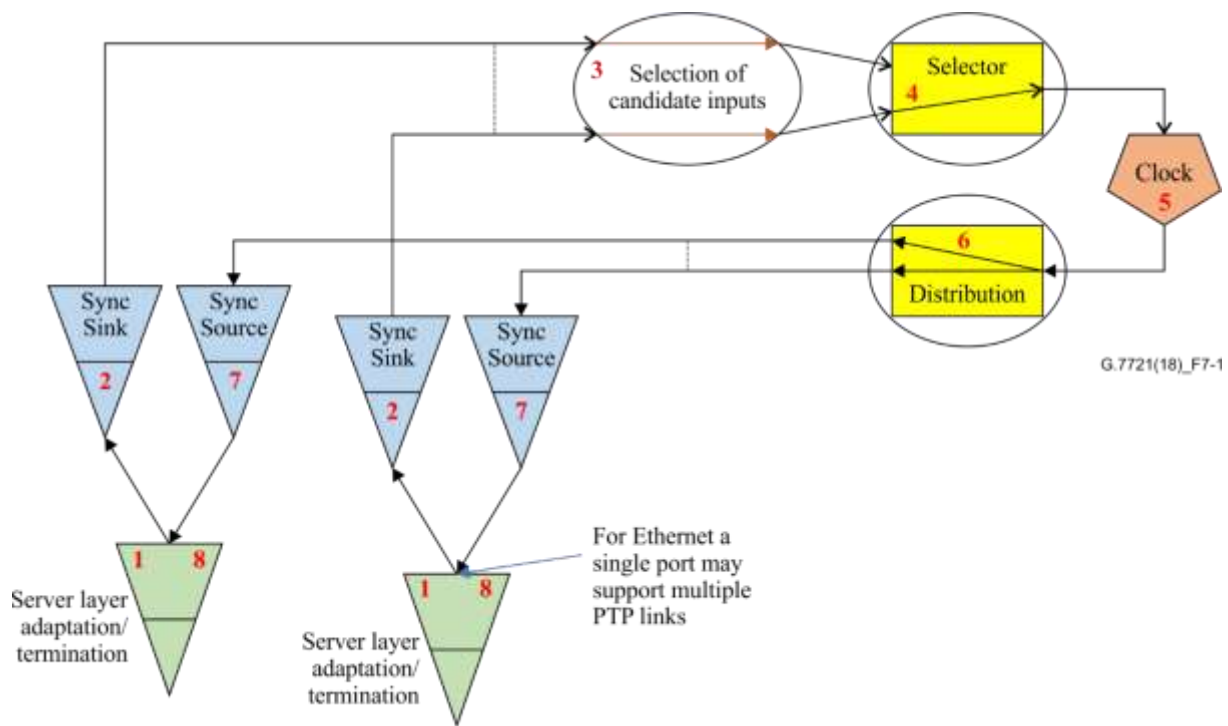 3
Selection of
candidate inputs
Selector
4
Clock
5
6
Distribution
Sync
Sink
2
Sync
Source
7
Sync
Sink
2
Sync
Source
7
G.7721(18)_F7-1
1 8
Server layer
adaptation/
termination
For Ethernet a
single port may
support multiple
PTP links
1 8
Server layer
adaptation/
termination